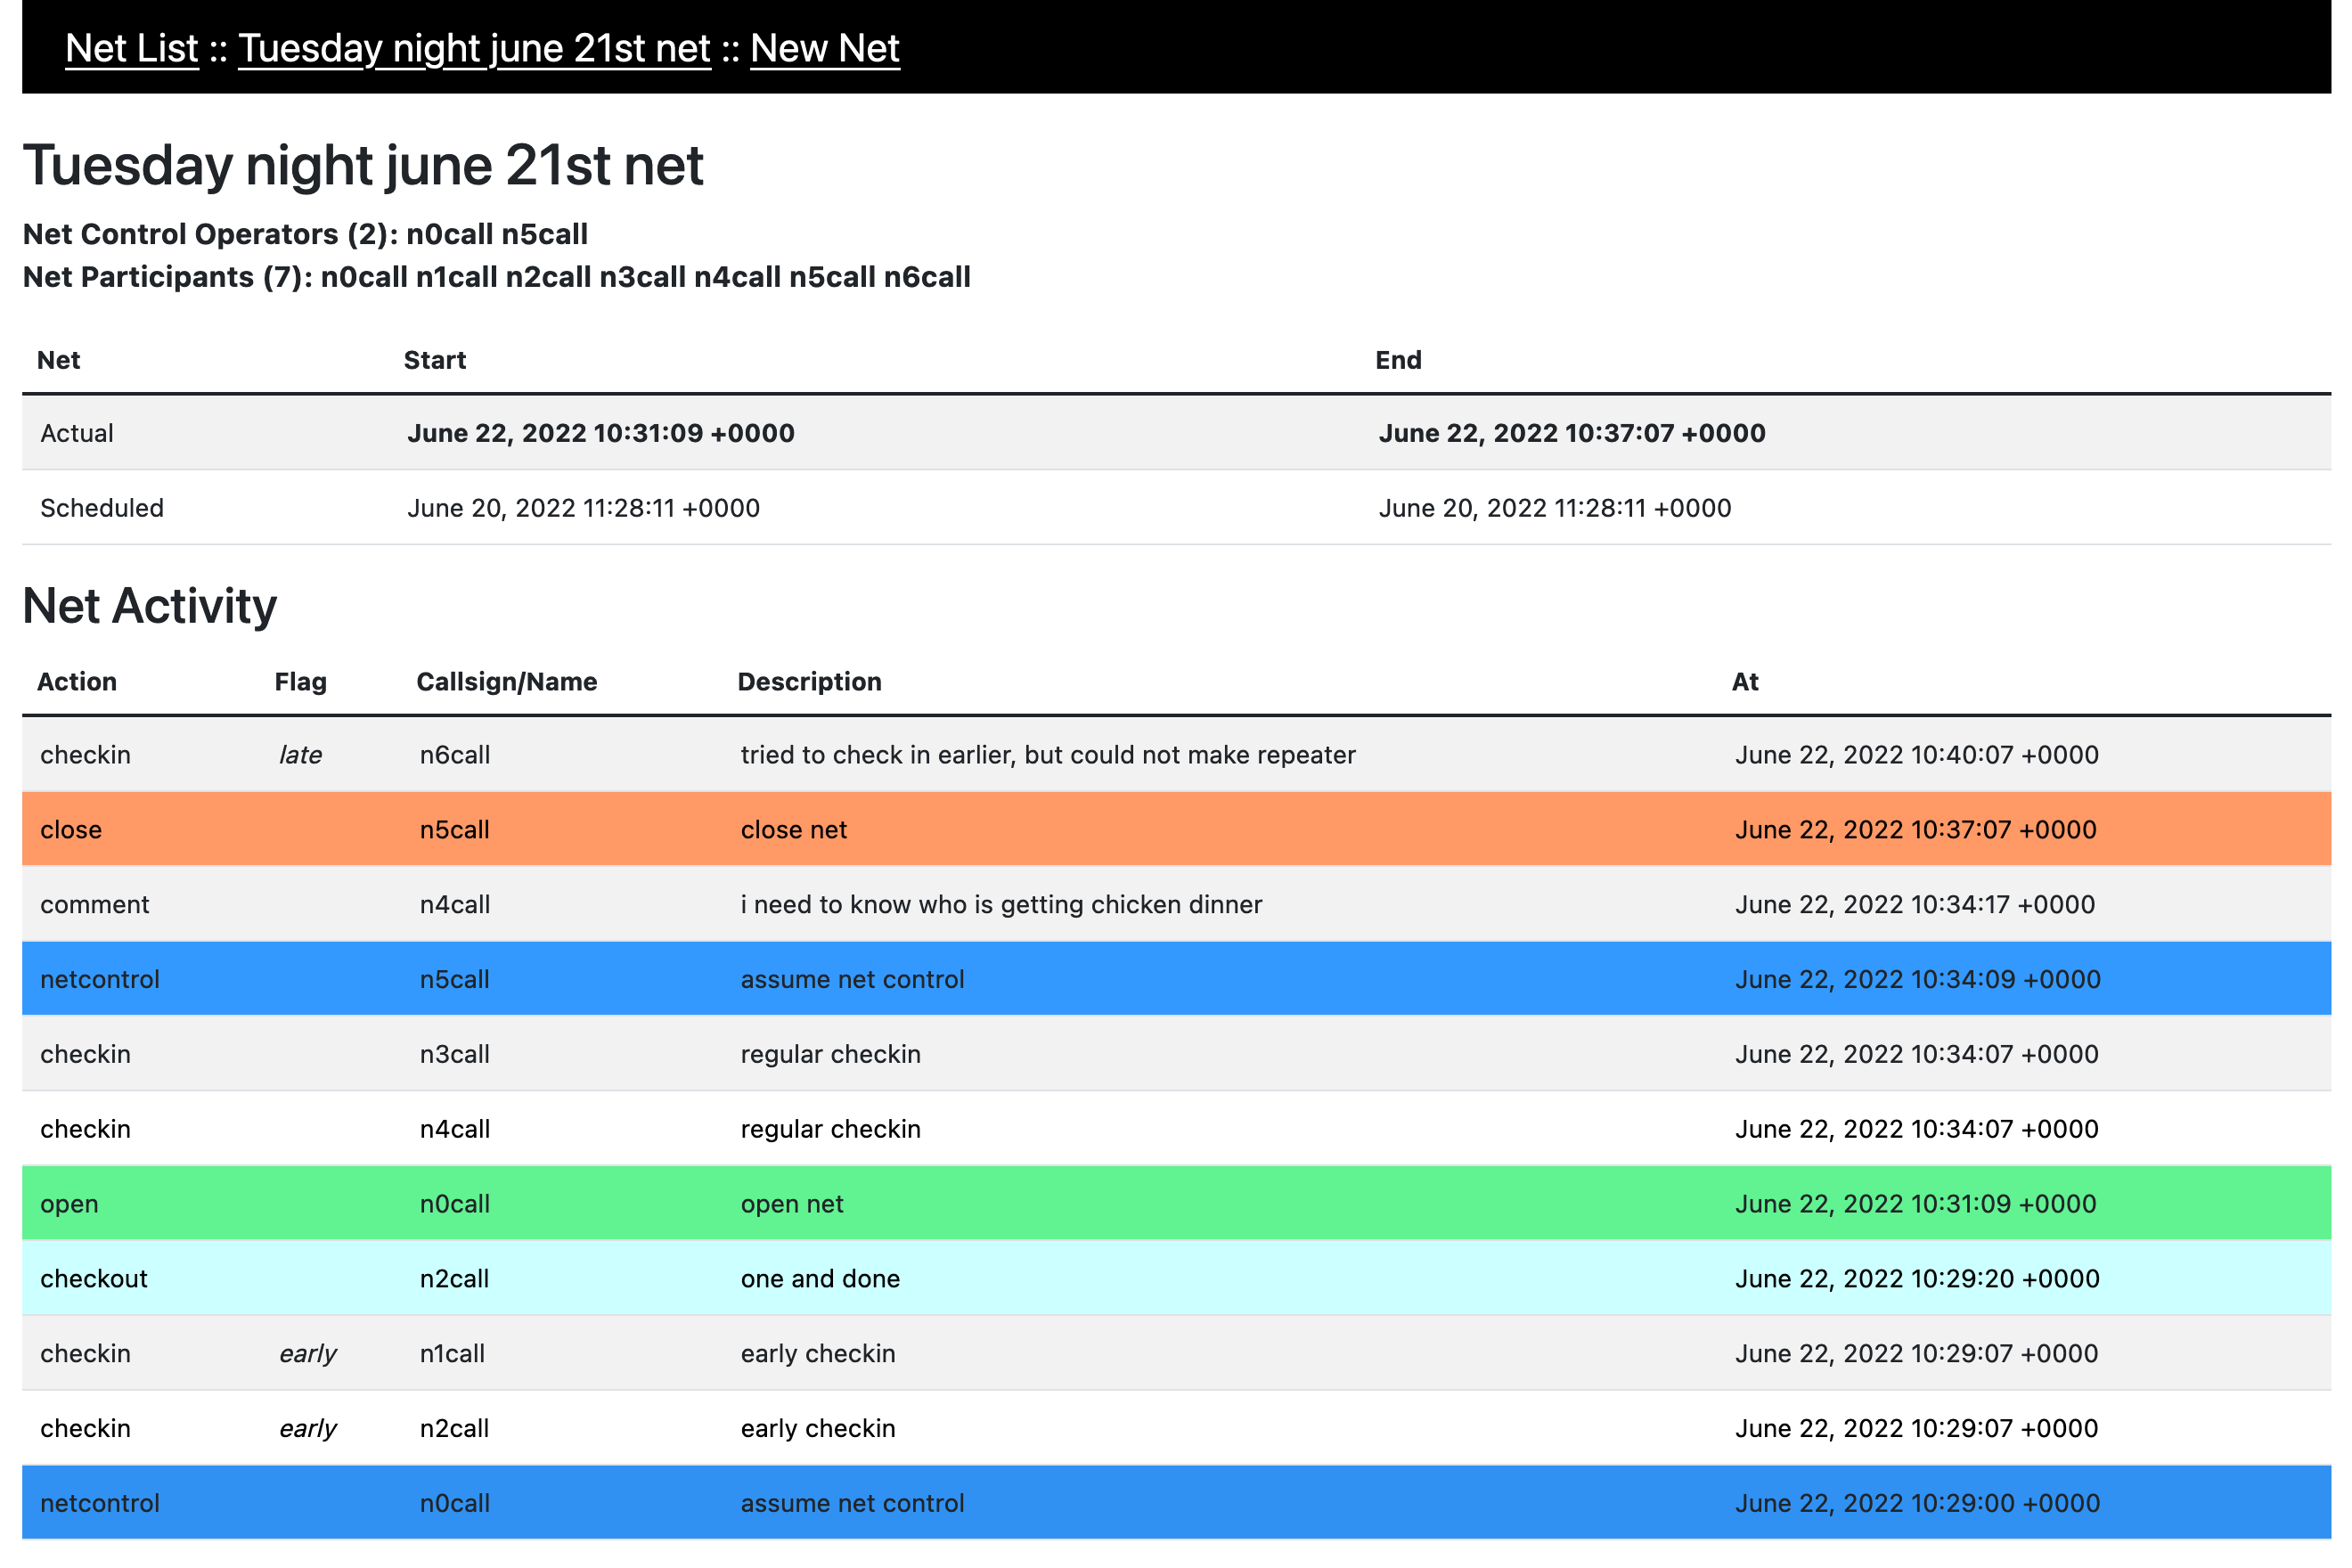 Net List :: Tuesday night june 21st net :: New Net
Tuesday night june 21st net
Net Control Operators (2): n0call n5call
Net Participants (7): n0call n1call n2call n3call n4call n5call n6call
Net Start End
Actual June 22, 2022 10:31:09 +0000 June 22, 2022 10:37:07 +0000
Scheduled June 20, 2022 11:28:11 +0000 June 20, 2022 11:28:11 +0000
Net Activity
Action Flag Callsign/Name Description At
checkin late n6call tried to check in earlier, but could not make repeater June 22, 2022 10:40:07 +0000
close n5call close net June 22, 2022 10:37:07 +0000
comment n4call i need to know who is getting chicken dinner June 22, 2022 10:34:17 +0000
netcontrol n5call assume net control June 22, 2022 10:34:09 +0000
checkin n3call regular checkin June 22, 2022 10:34:07 +0000
checkin n4call regular checkin June 22, 2022 10:34:07 +0000
open n0call open net June 22, 2022 10:31:09 +0000
checkout n2call one and done June 22, 2022 10:29:20 +0000
checkin early n1call early checkin June 22, 2022 10:29:07 +0000
checkin early n2call early checkin June 22, 2022 10:29:07 +0000
netcontrol n0call assume net control June 22, 2022 10:29:00 +0000